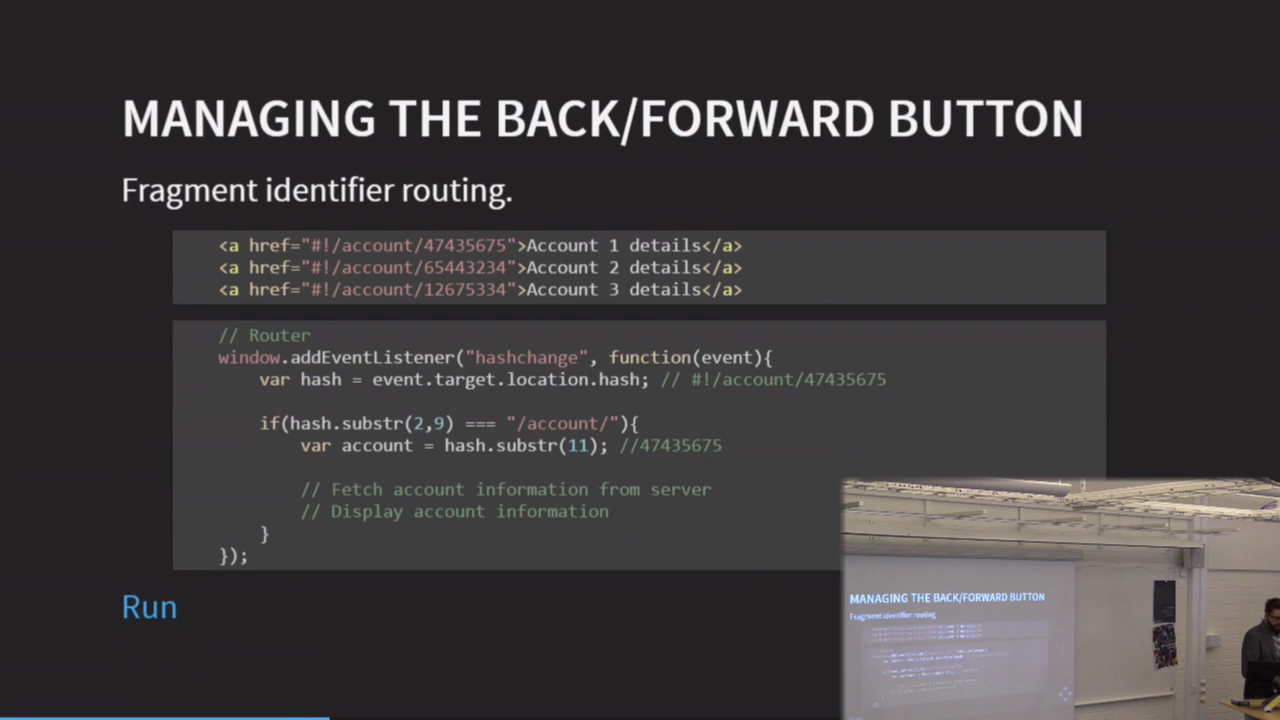 MANAGING THE BACK/FORWARD BUTTON
Fragment identifier routing.
<a href="#!/account/47435675">Account 1 details</a>
<a href="#!/account/65443234">Account 2 details</a>
<a href="#!/account/12675334">Account 3 details</a>
// Router
window.addEventListener("hashchange", function(event){
var hash = event.target.location.hash; // #!/account/47435675
if(hash.substr(2,9) === "/account/"){
var account = hash.substr(11); //47435675
// Fetch account information from server
// Display account information
}
});
Run
MANAGING THE BACK/FORWARD BUTTON
Fragment identifier routing.